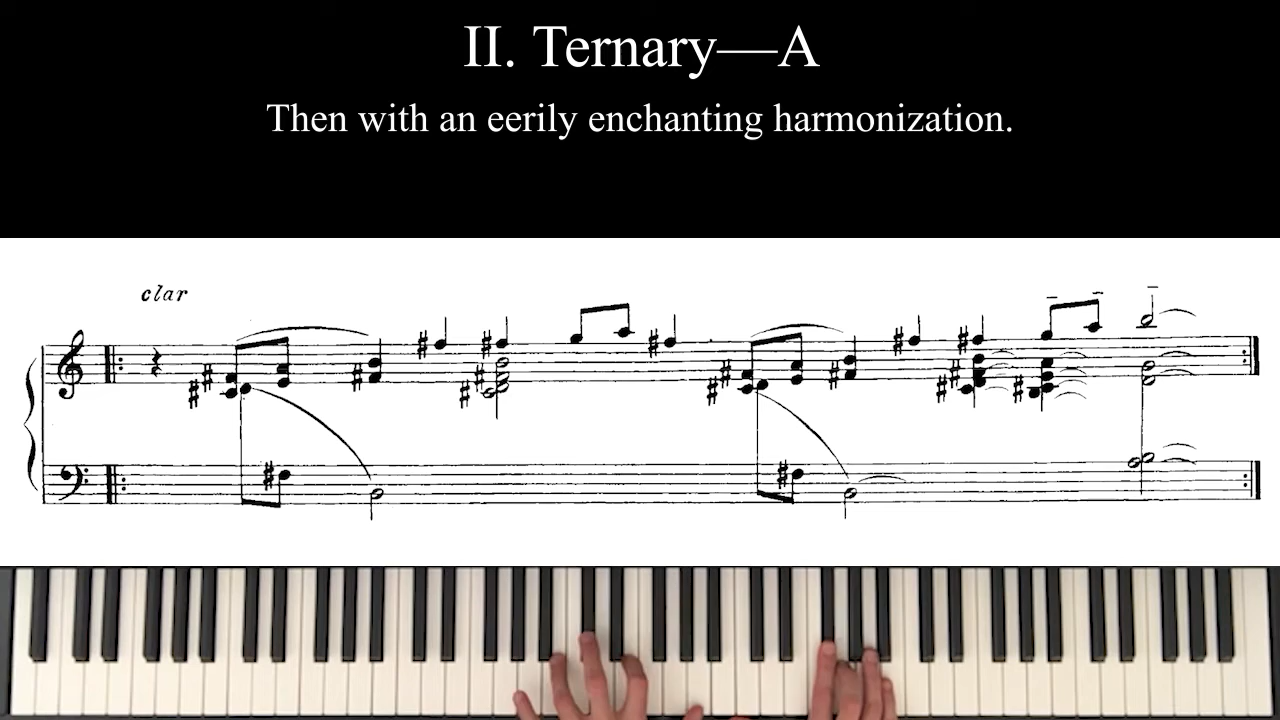 II. Ternary—A
Then with an eerily enchanting harmonization.
clar